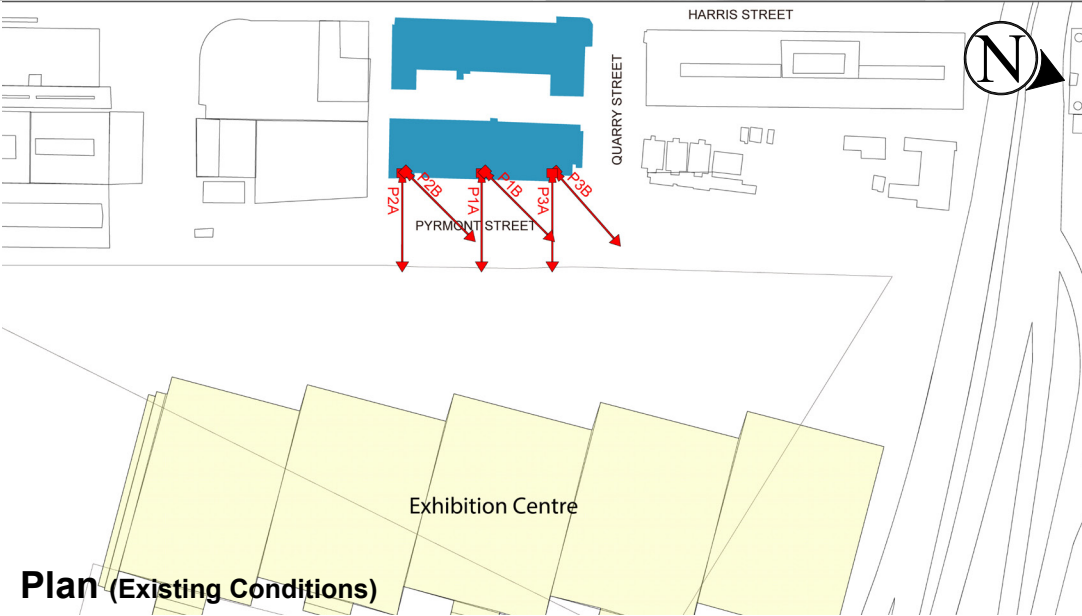 HARRIS STREET
N
QUARRY STREET
P2A
P2B
P1A
P1B
P3A
P3B
PYRMONT STREET
Exhibition Centre
Plan (Existing Conditions)